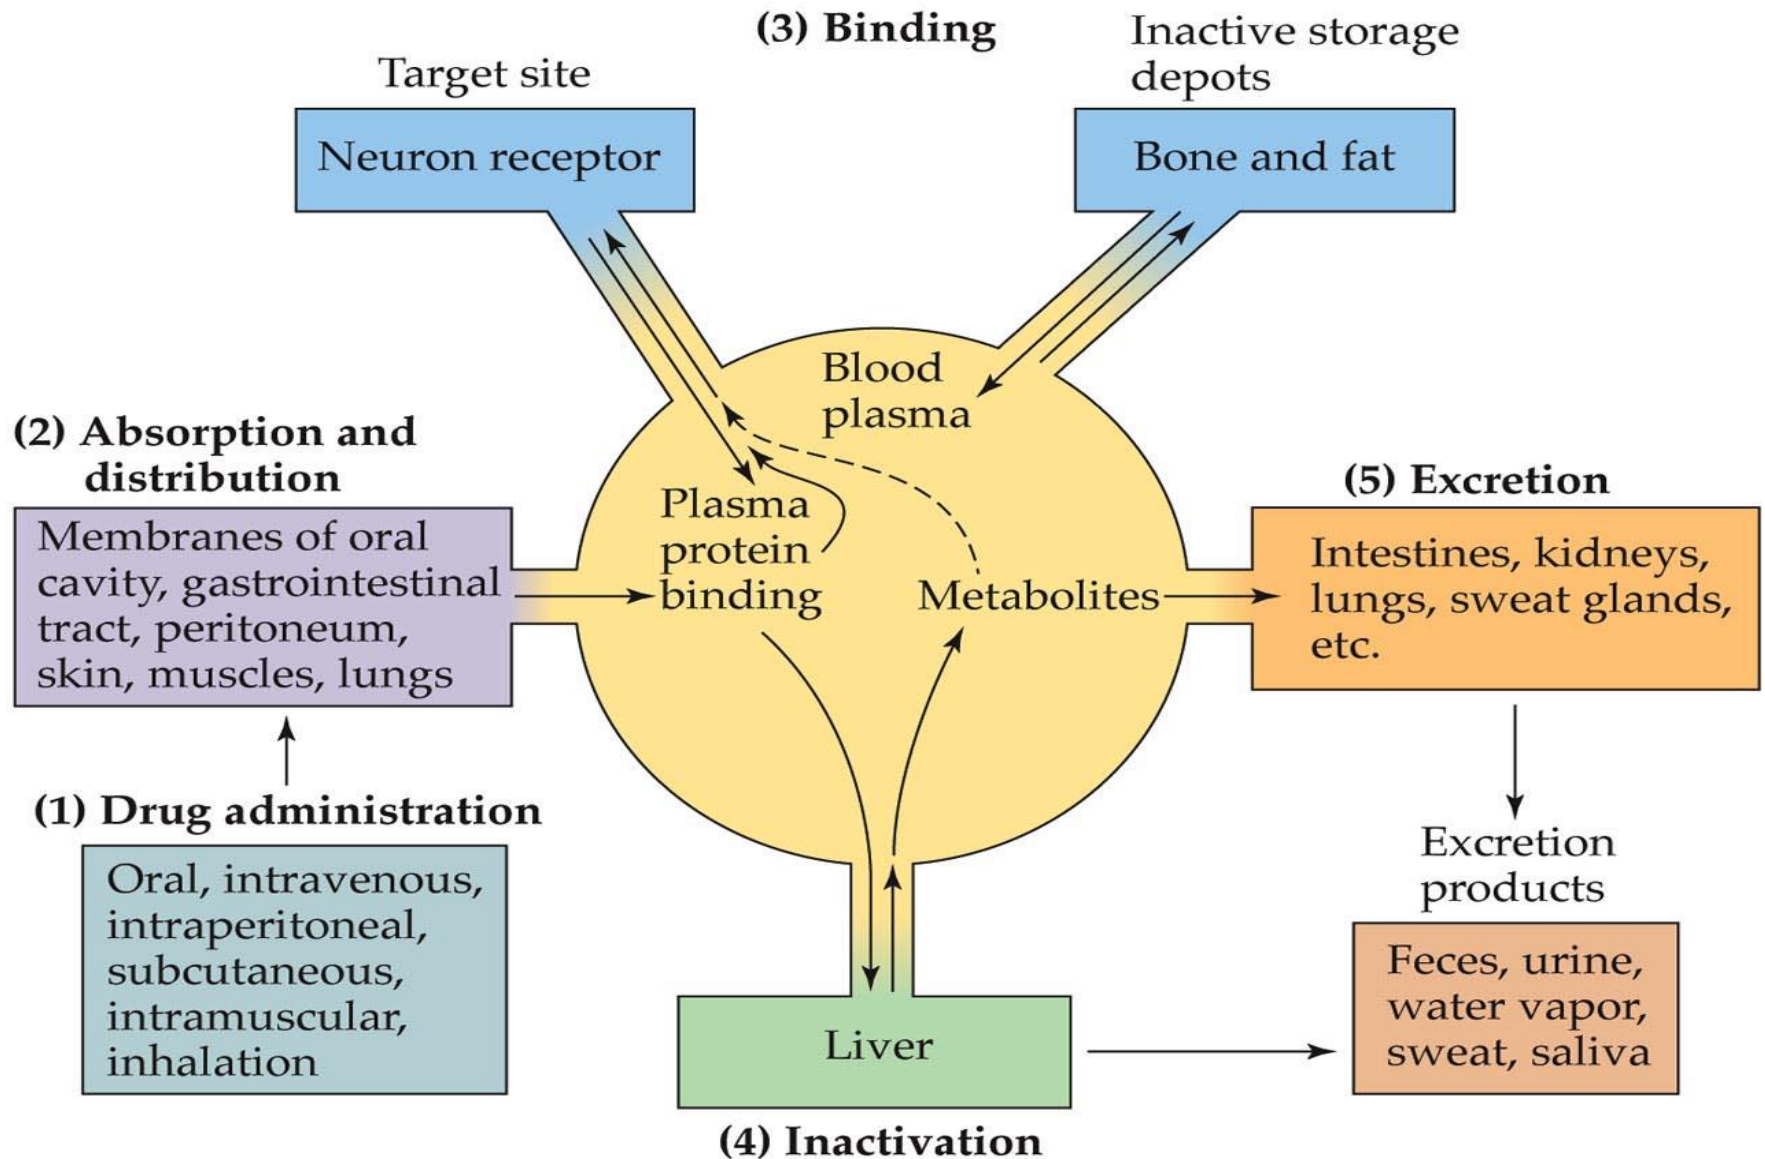 (3) Binding
Target site
Neuron receptor
Inactive storage
depots
Bone and fat
Blood
plasma
(2) Absorption and
distribution
Membranes of oral
cavity, gastrointestinal
tract, peritoneum,
skin, muscles, lungs
Plasma
protein
binding
Metabolites
(5) Excretion
Intestines, kidneys,
lungs, sweat glands,
etc.
(1) Drug administration
Oral, intravenous,
intraperitoneal,
subcutaneous,
intramuscular,
inhalation
Liver
(4) Inactivation
Excretion
products
Feces, urine,
water vapor,
sweat, saliva